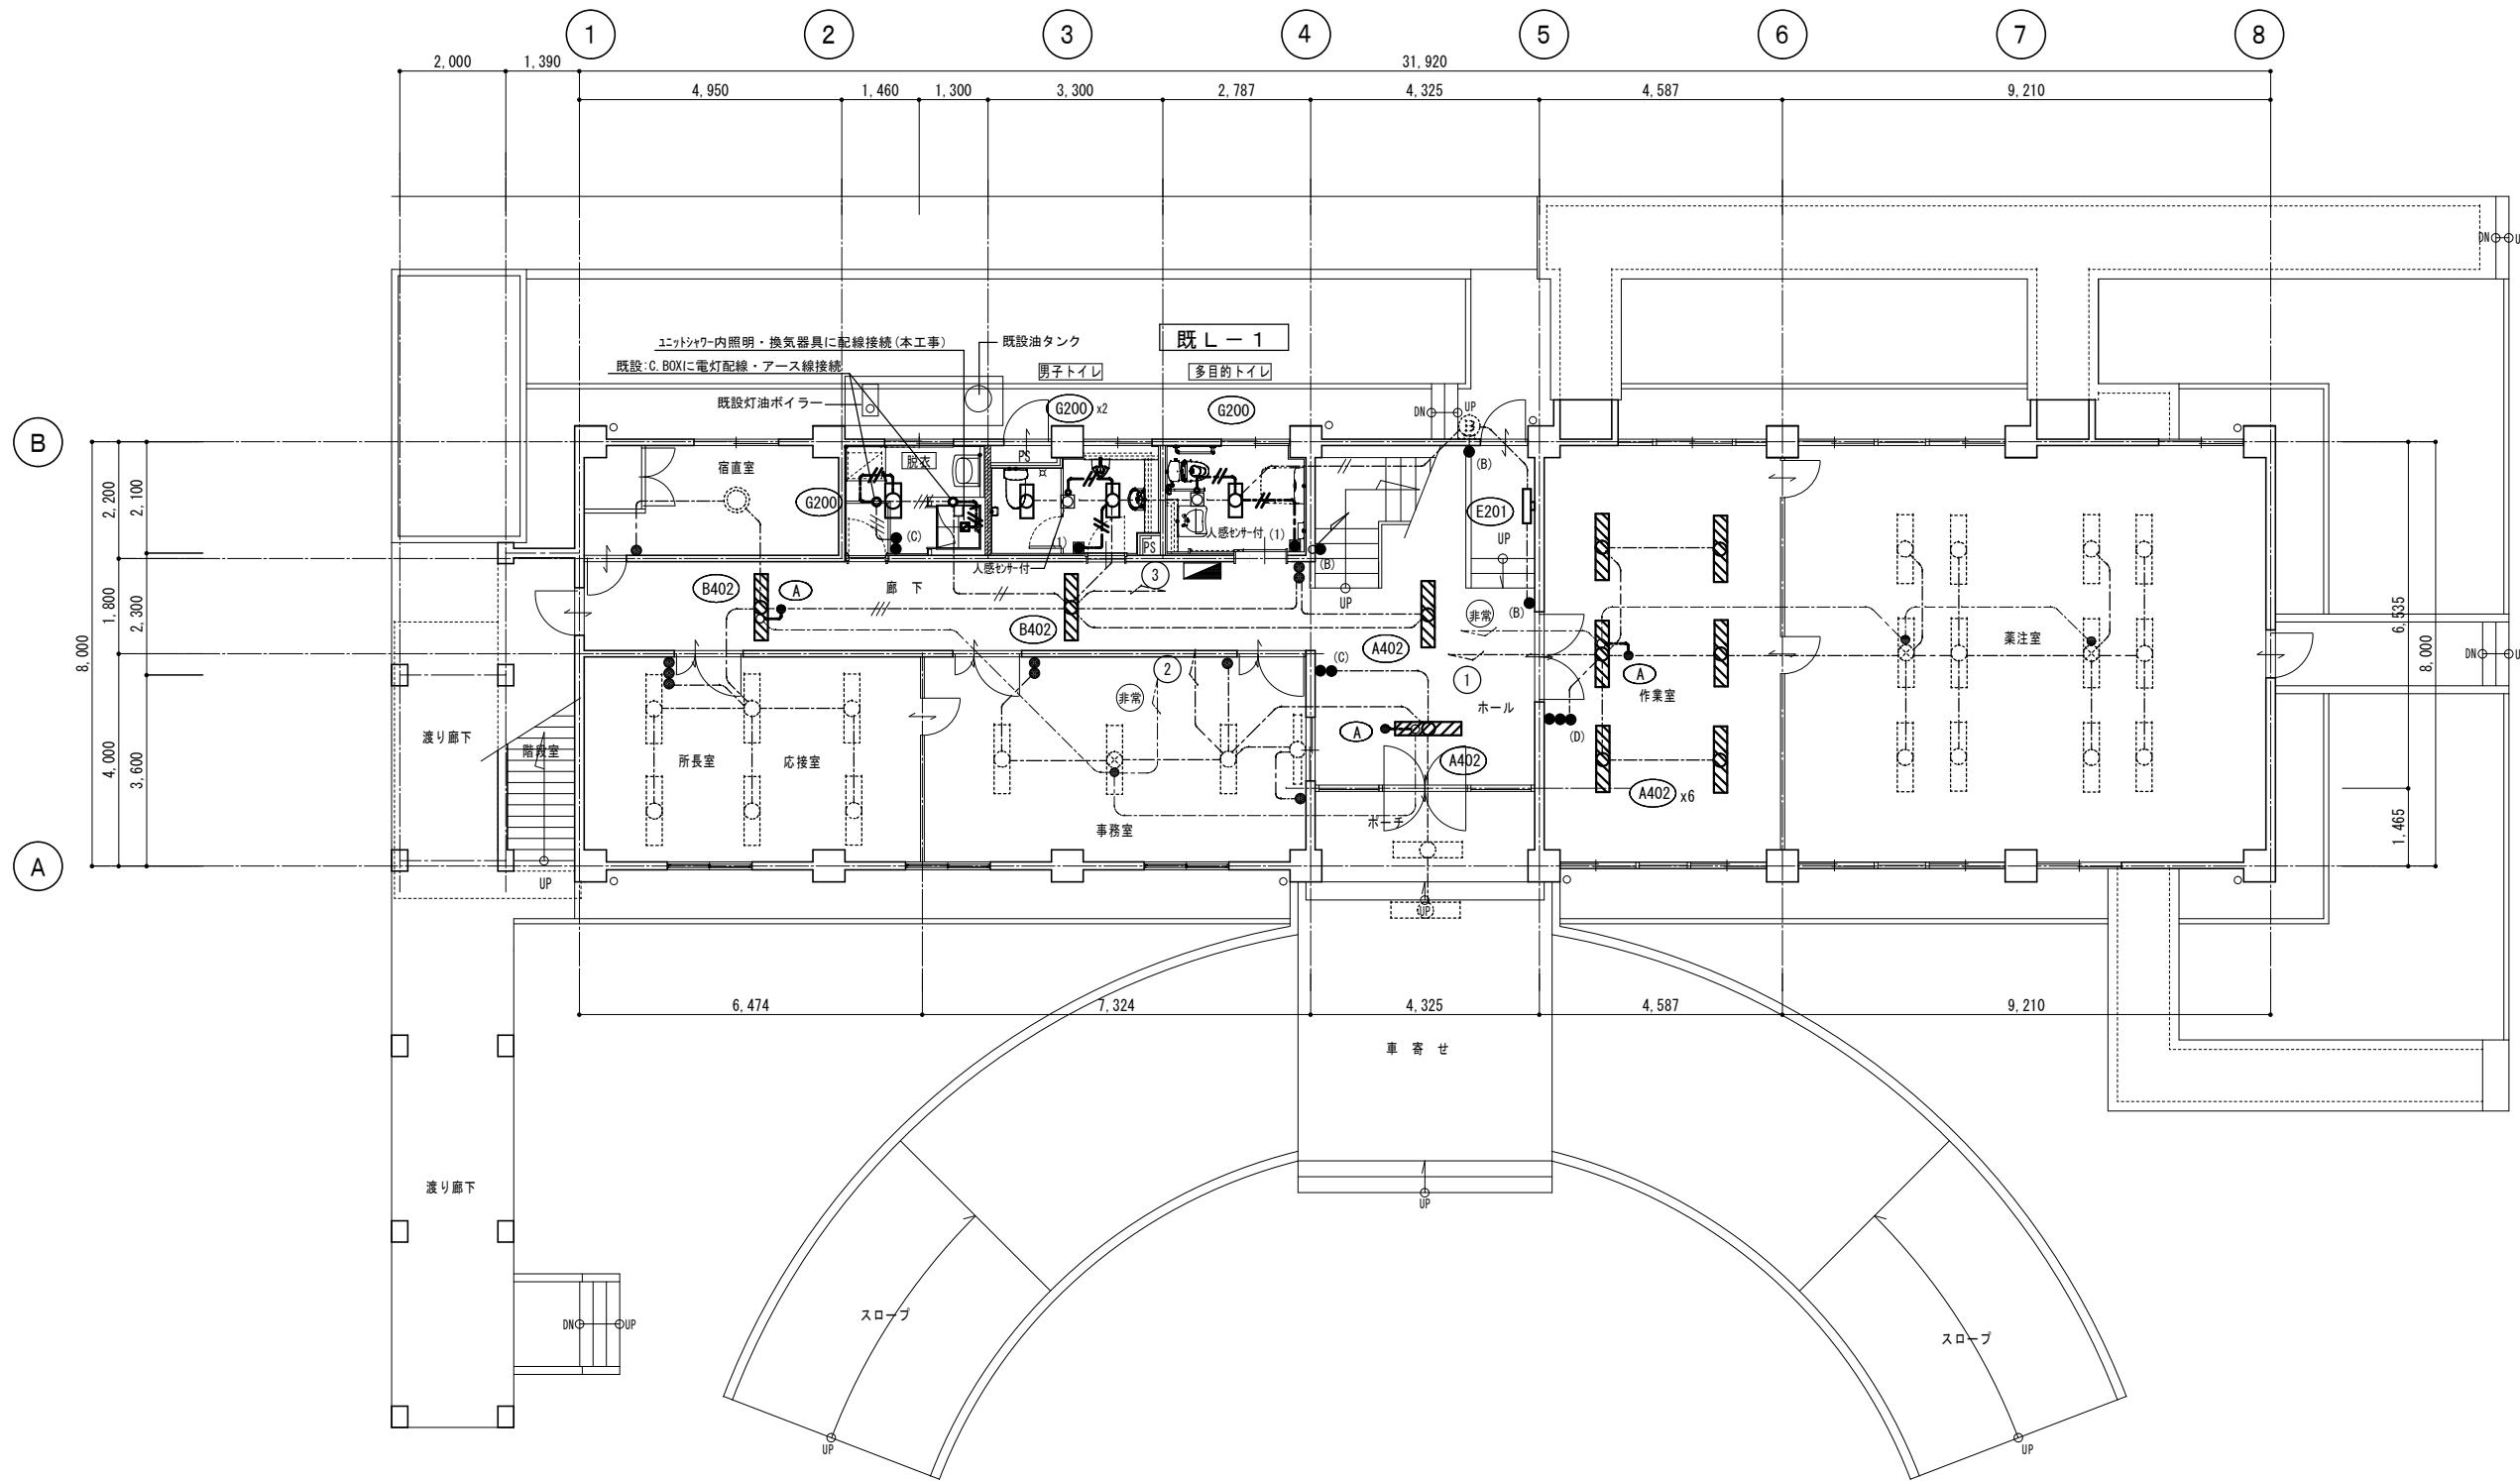 1 2 3 4 5 6 7 8
2,000 1,390 31,920
4,950 1,460 1,300 3,300 2,787 4,325 4,587 9,210
DN UP
ユニットシャワー内照明・換気器具に配線接続(本工事)
既設油タンク
既L-1
既設:C.BOXに電灯配線・アース線接続
男子トイレ
多目的トイレ
既設灯油ボイラー
G200 x2
G200
DN UP
B
宿直室
脱衣
PS
(B)
G200
E201
(C)
(1)
人感センサー付 (1)
PS
UP
人感センサー付
(B)
3
B402
A
廊 下
UP
非常
(B)
B402
A402
薬注室
DN
8,000
2,200
1,800
4,000
2,100
2,300
3,600
6,535
8,000
1,465
2
(C)
1
A
作業室
非常
ホール
渡り廊下
階段室
所長室
応接室
A
(D)
A402
A402 x6
事務室
ポーチ
A
UP
UP
6,474 7,324 4,325 4,587 9,210
車 寄 せ
渡り廊下
UP
スロープ
スロープ
DN UP
UP
UP